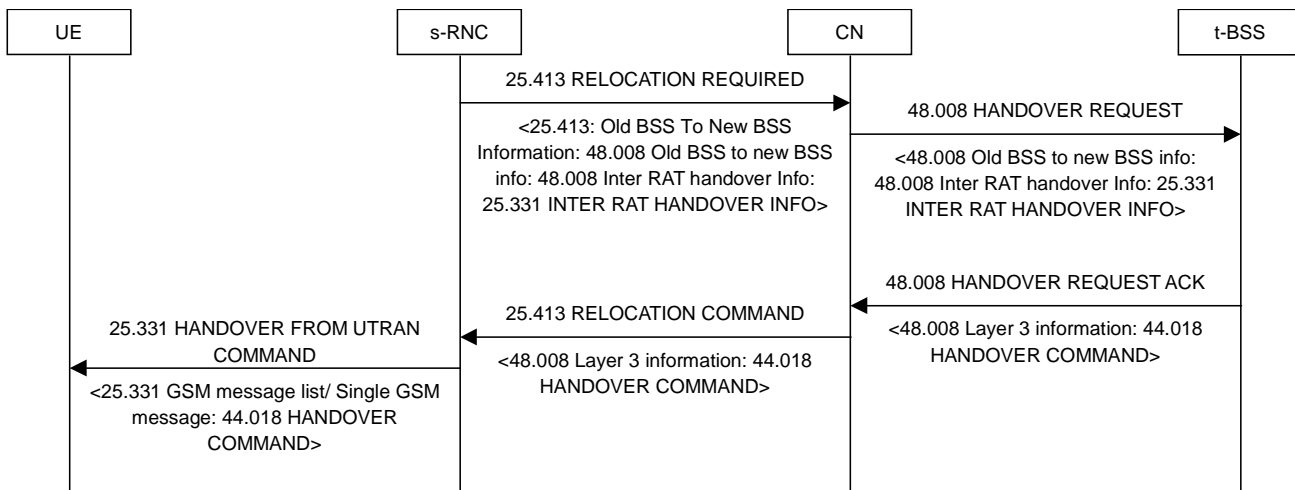 UE
s-RNC
CN
t-BSS
25.413 RELOCATION REQUIRED
<25.413: Old BSS To New BSS
Information: 48.008 Old BSS to new BSS
info: 48.008 Inter RAT handover Info:
25.331 INTER RAT HANDOVER INFO>
48.008 HANDOVER REQUEST
<48.008 Old BSS to new BSS info:
48.008 Inter RAT handover Info: 25.331
INTER RAT HANDOVER INFO>
48.008 HANDOVER REQUEST ACK
<48.008 Layer 3 information: 44.018
HANDOVER COMMAND>
25.413 RELOCATION COMMAND
<48.008 Layer 3 information: 44.018
HANDOVER COMMAND>
25.331 HANDOVER FROM UTRAN
COMMAND
<25.331 GSM message list/ Single GSM
message: 44.018 HANDOVER
COMMAND>